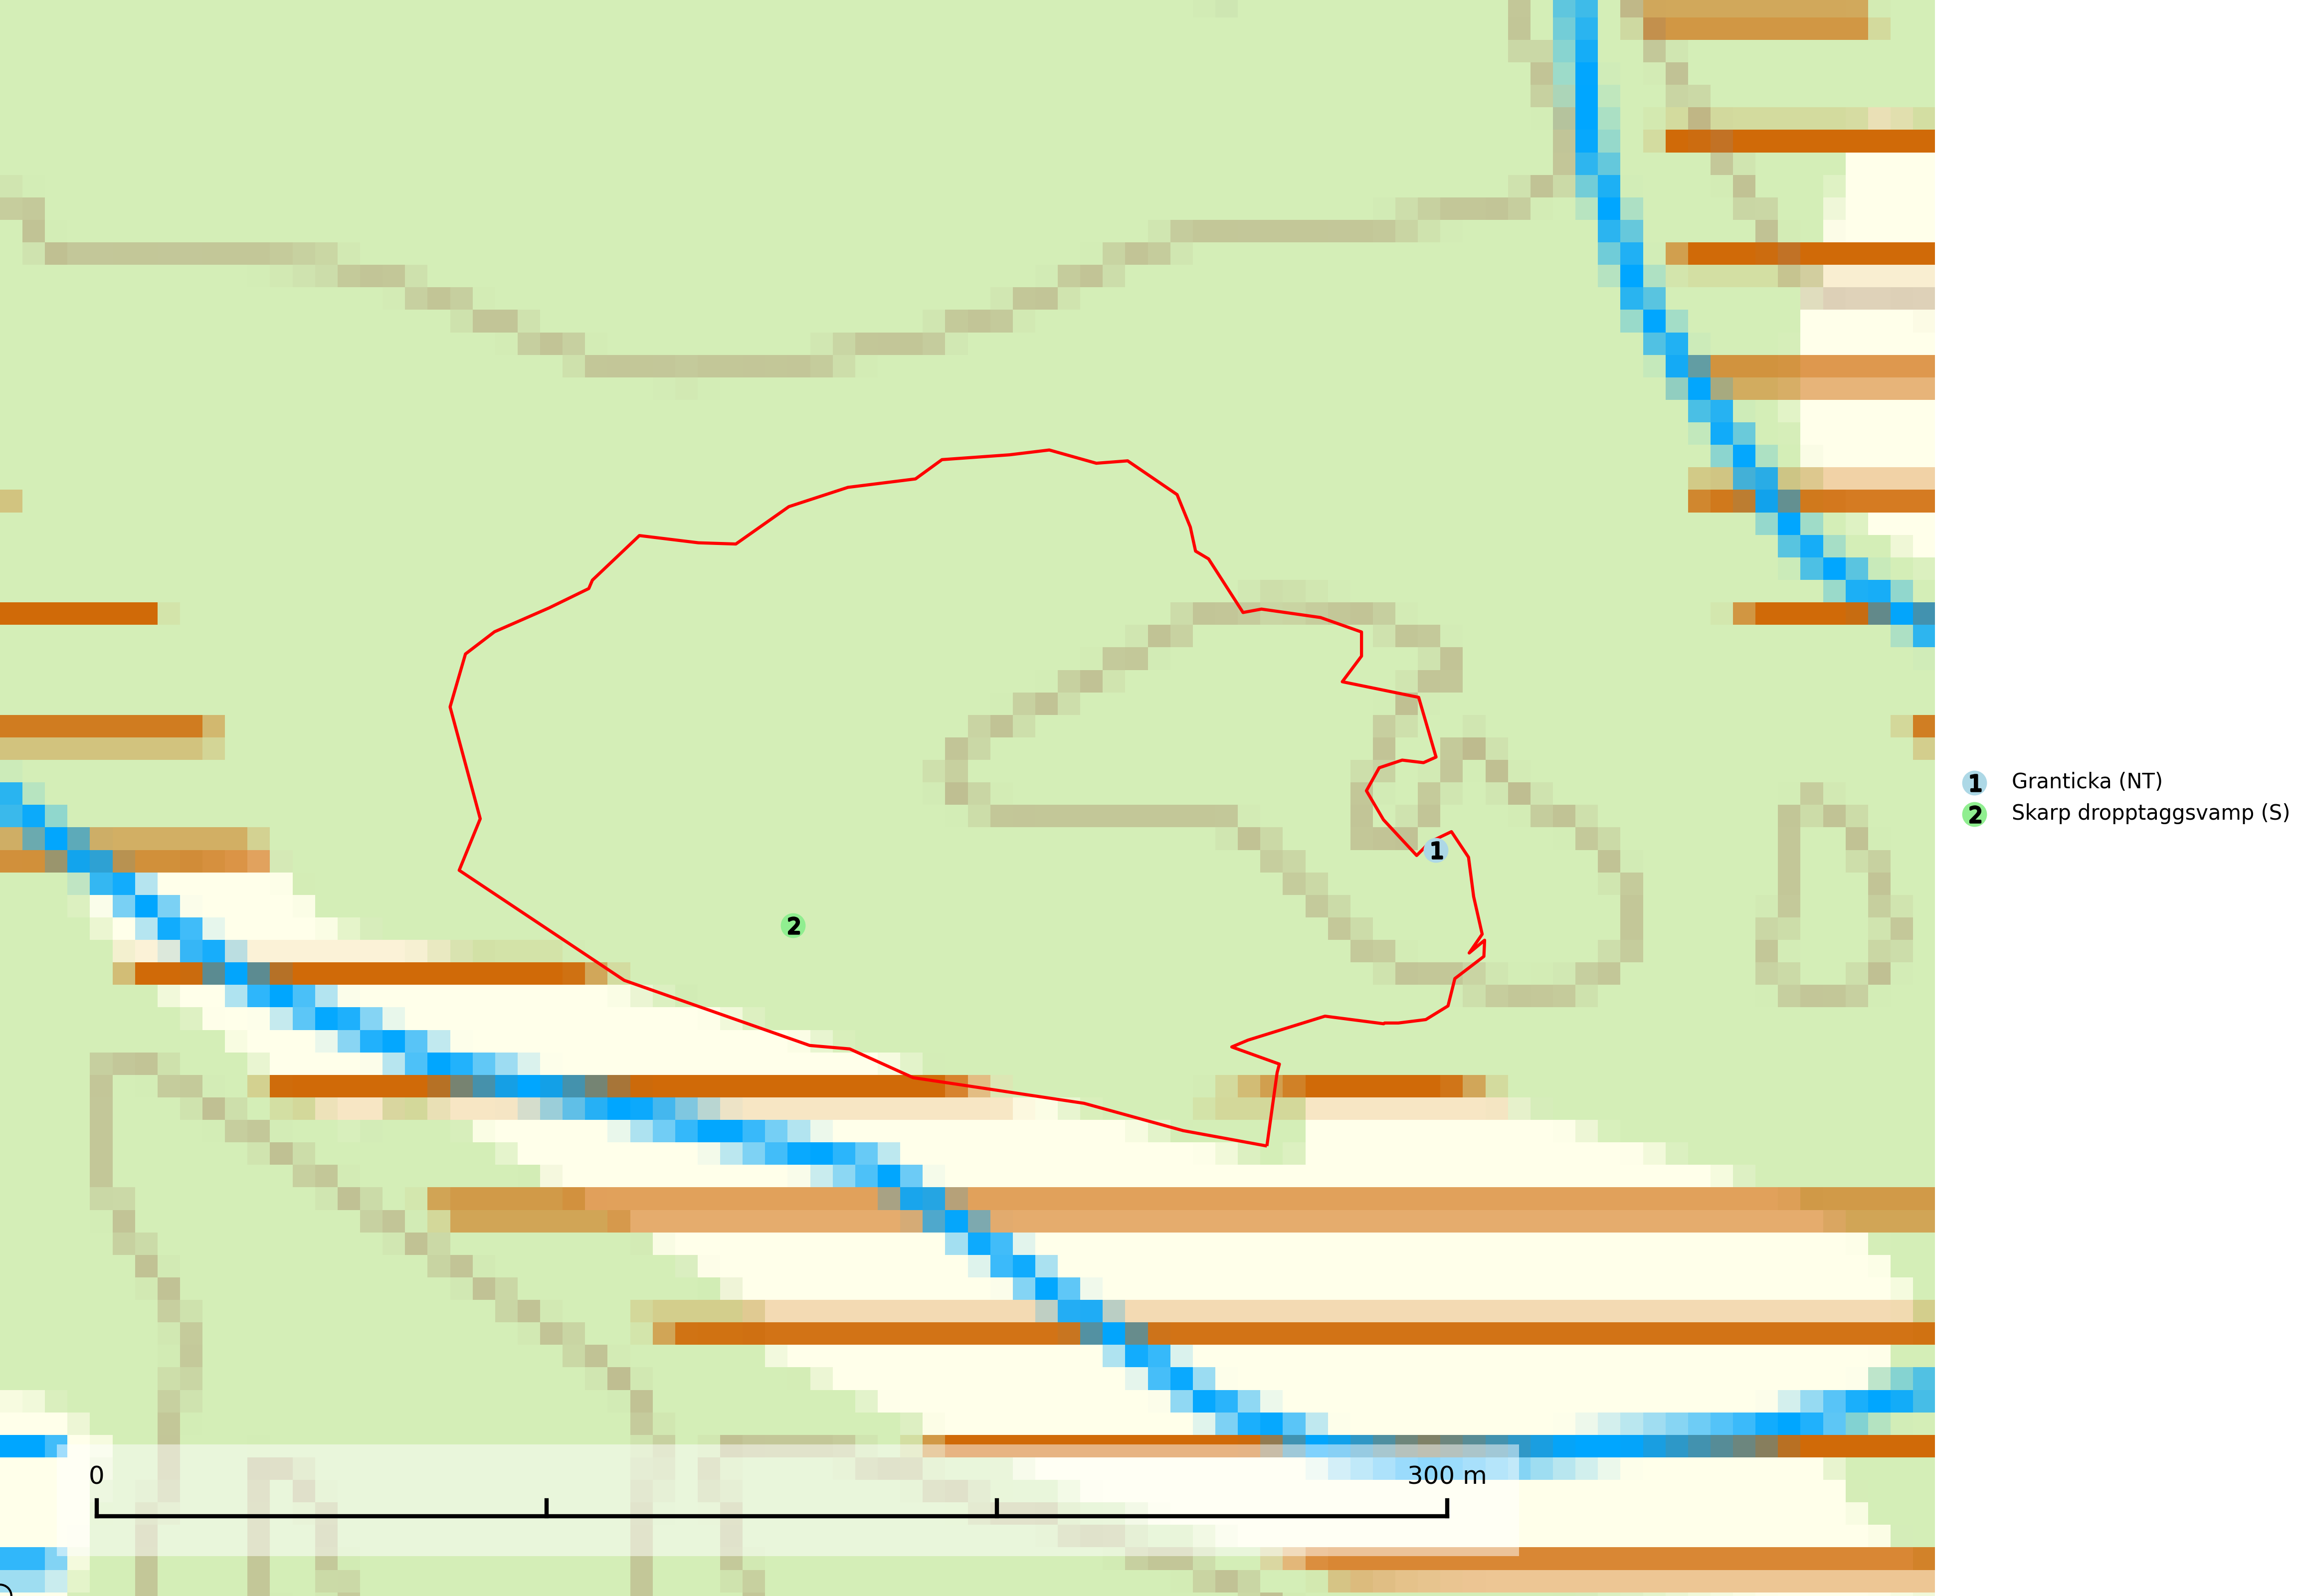 1 Granticka (NT)
2 Skarp dropptaggsvamp (S)
1
2
0 300 m